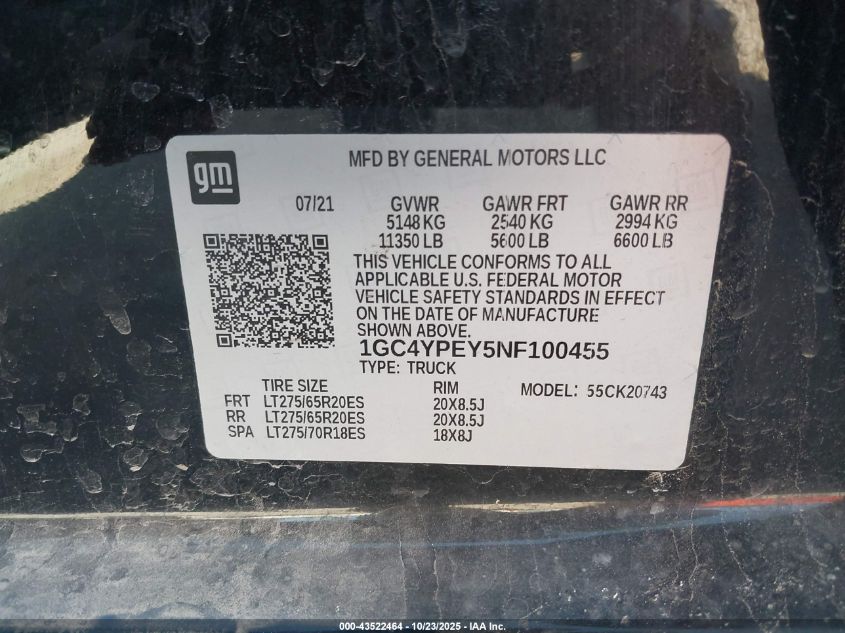 gm
MFD BY GENERAL MOTORS LLC
07/21 GVWR GAWR FRT GAWR RR
5148 KG 2540 KG 2994 KG
11350 LB 5600 LB 6600 LB
THIS VEHICLE CONFORMS TO ALL
APPLICABLE U.S. FEDERAL MOTOR
VEHICLE SAFETY STANDARDS IN EFFECT
ON THE DATE OF MANUFACTURE
SHOWN ABOVE.
1GC4YPEY5NF100455
TYPE: TRUCK
TIRE SIZE RIM MODEL: 55CK20743
FRT LT275/65R20ES 20X8.5J
RR LT275/65R20ES 20X8.5J
SPA LT275/70R18ES 18X8J
000-43522464 - 10/23/2025 - IAA Inc.